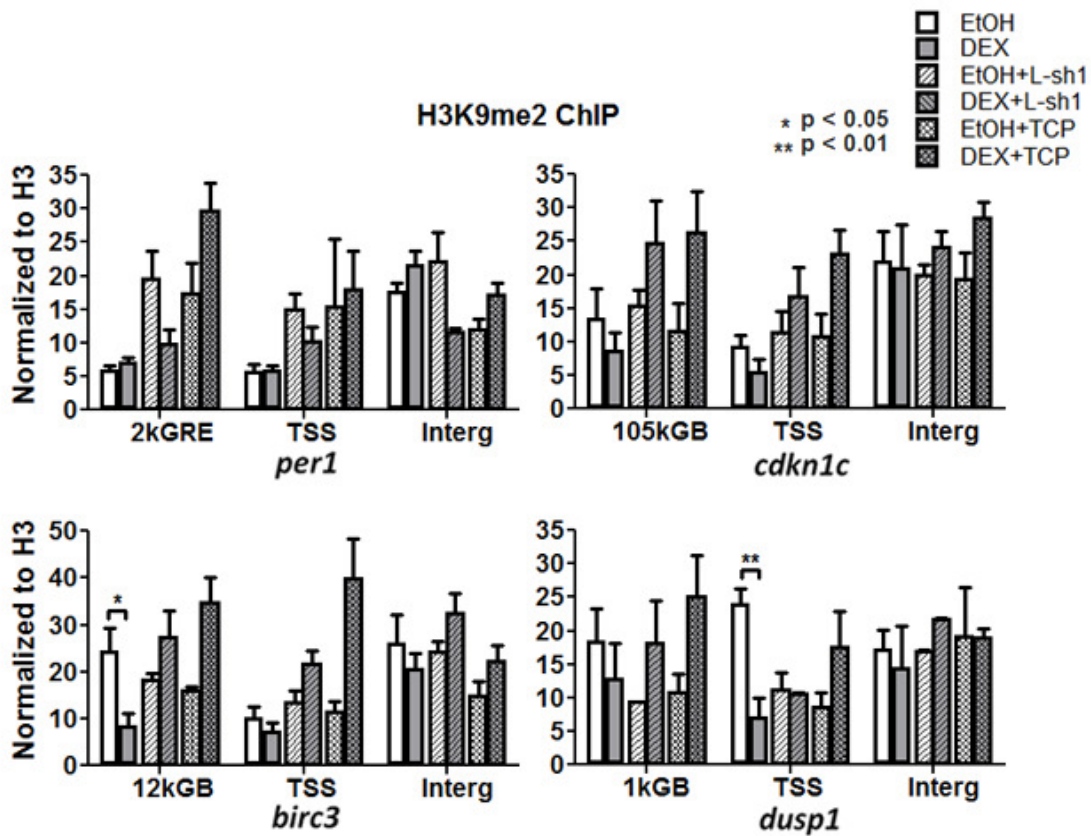 EtOH
DEX
EtOH+L-sh1
DEX+L-sh1
EtOH+TCP
DEX+TCP
H3K9me2 ChIP
* p < 0.05
** p < 0.01
Normalized to H3
35
30
25
20
15
10
5
0
2kGRE TSS Interg
per1
35
30
25
20
15
10
5
0
105kGB TSS Interg
cdkn1c
Normalized to H3
50
40
30
20
10
0
*
12kGB TSS Interg
birc3
35
30
25
20
15
10
5
0
**
1kGB TSS Interg
dusp1